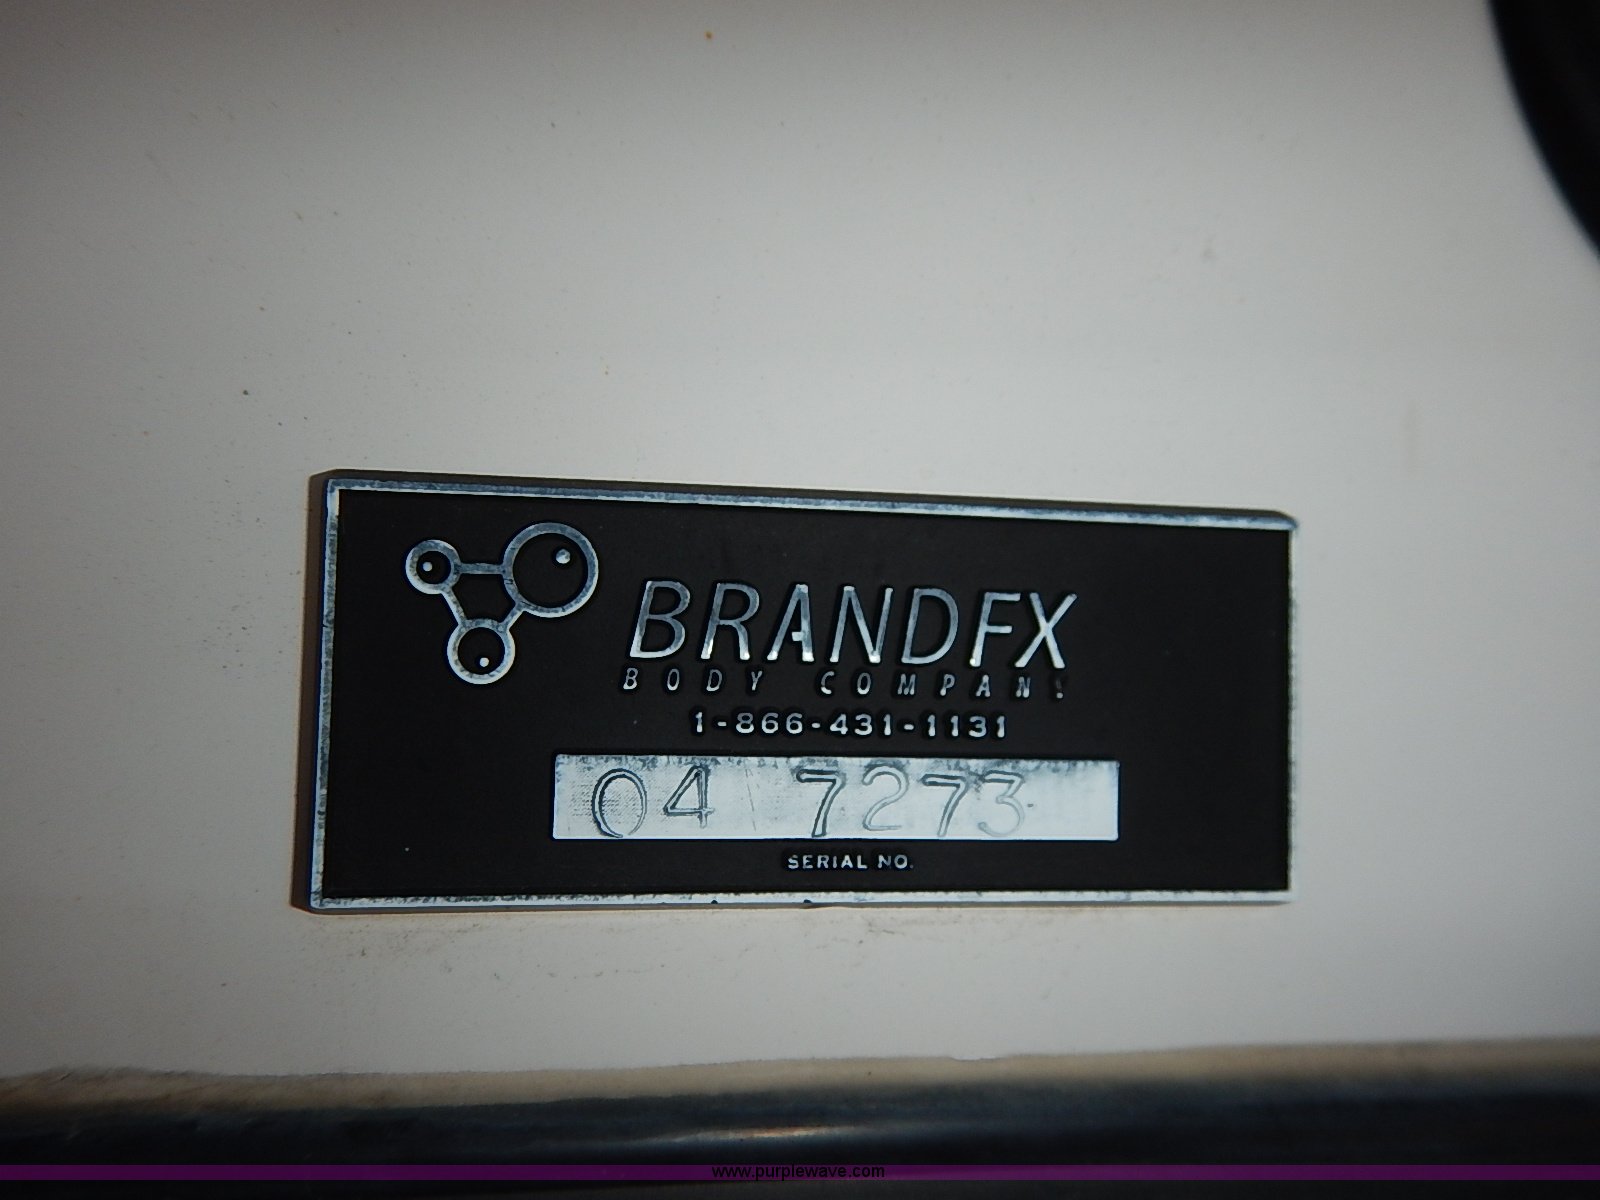 BRANDFX
BODY COMPANY
1-866-431-1131
04 7273
SERIAL NO.
www.purplewave.com